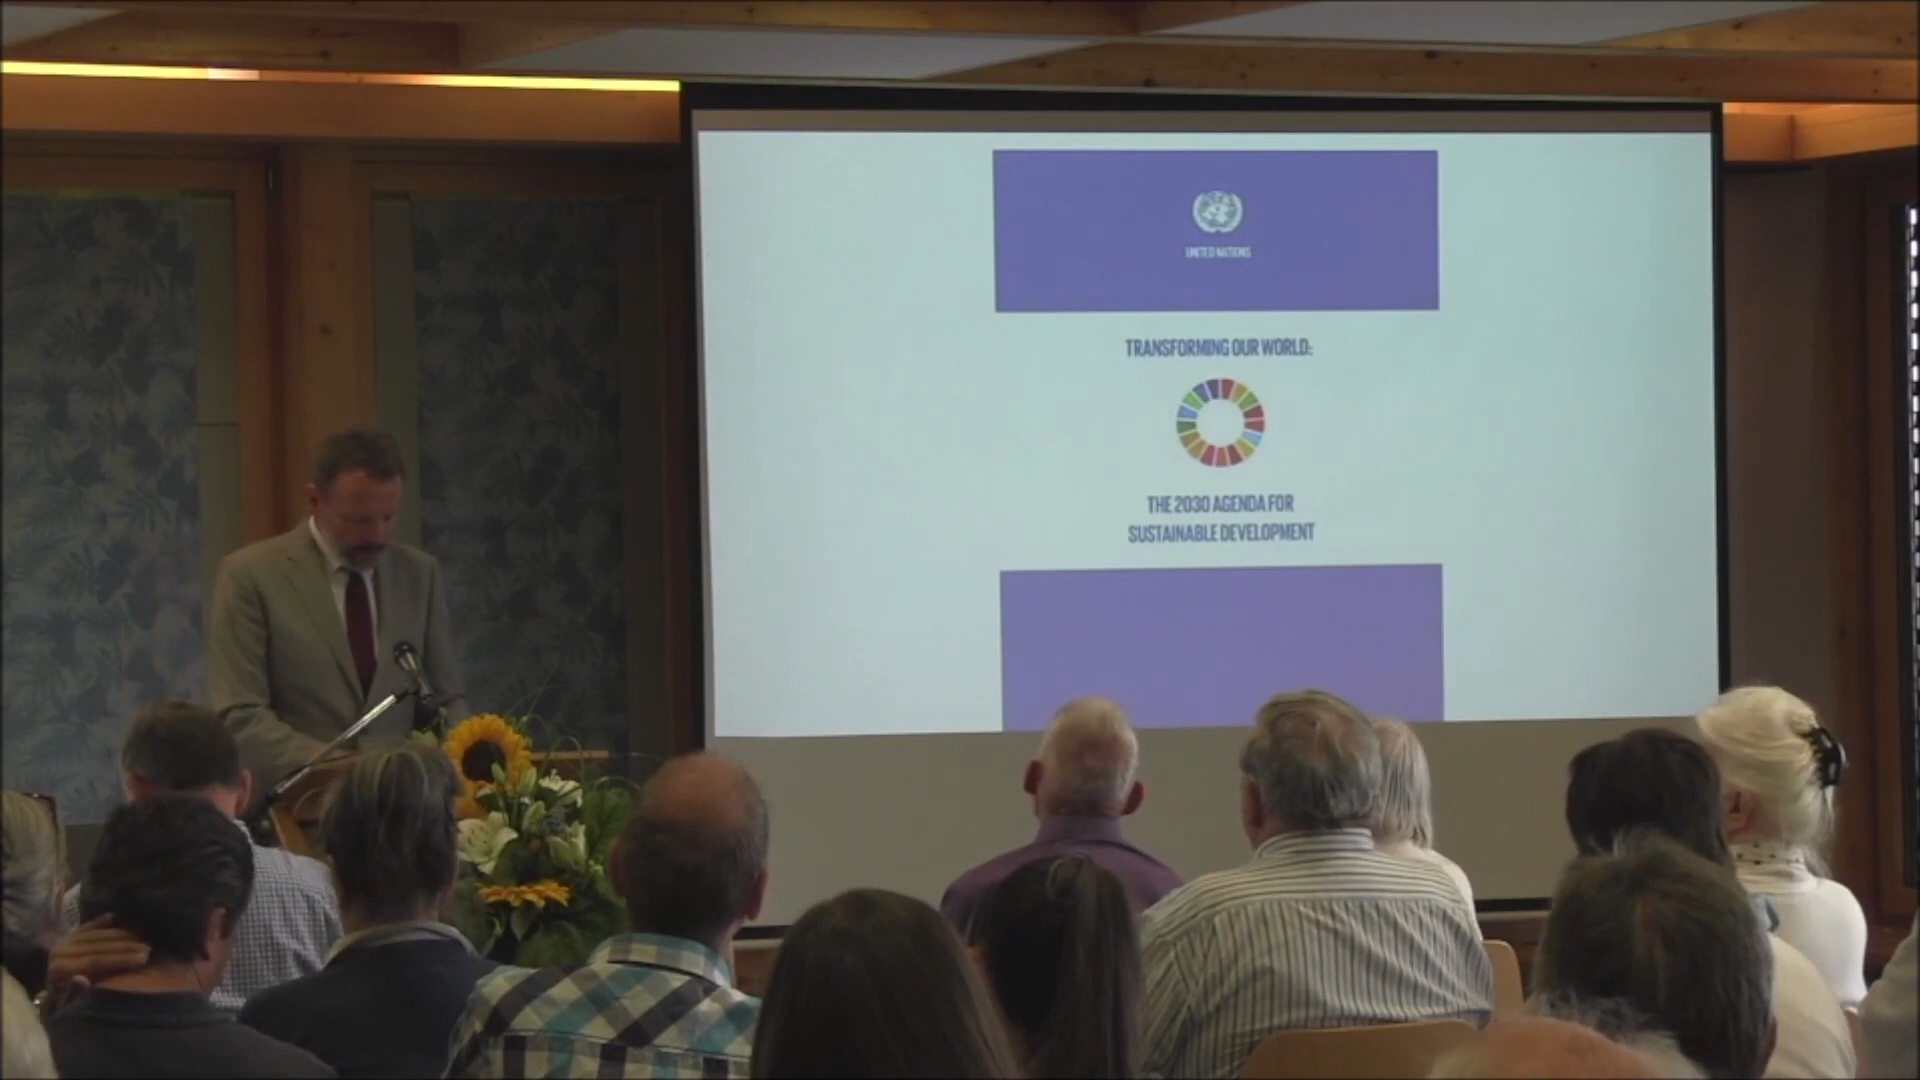 UNITED NATIONS
TRANSFORMING OUR WORLD:
THE 2030 AGENDA FOR
SUSTAINABLE DEVELOPMENT